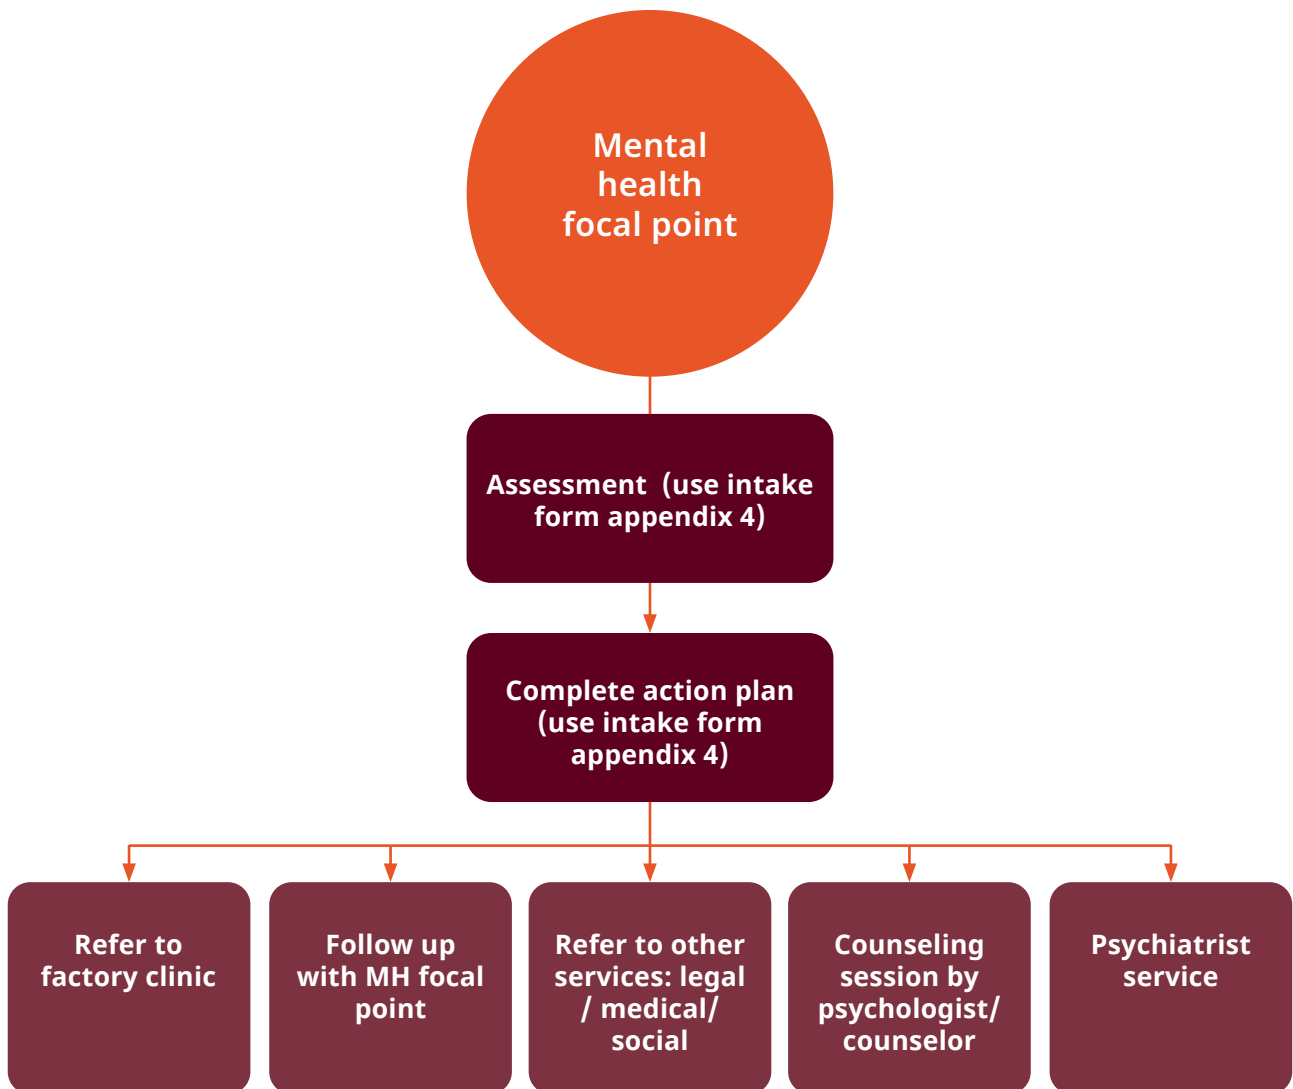 Mental
health
focal point
Assessment  (use intake
form appendix 4)
Complete action plan
(use intake form
appendix 4)
Refer to
factory clinic
Follow up
with MH focal
point
Refer to other
services: legal
/ medical/
social
Counseling
session by
psychologist/
counselor
Psychiatrist
service